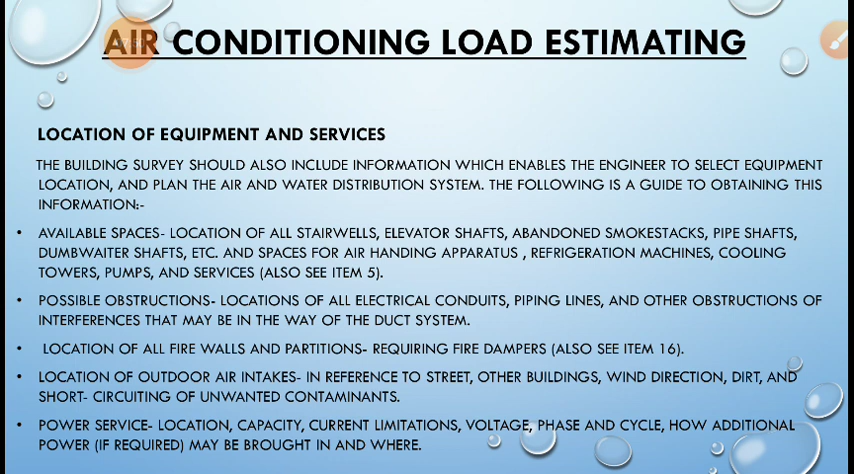 AIR CONDITIONING LOAD ESTIMATING
LOCATION OF EQUIPMENT AND SERVICES
THE BUILDING SURVEY SHOULD ALSO INCLUDE INFORMATION WHICH ENABLES THE ENGINEER TO SELECT EQUIPMENT
LOCATION, AND PLAN THE AIR AND WATER DISTRIBUTION SYSTEM. THE FOLLOWING IS A GUIDE TO OBTAINING THIS
INFORMATION:-
• AVAILABLE SPACES- LOCATION OF ALL STAIRWELLS, ELEVATOR SHAFTS, ABANDONED SMOKESTACKS, PIPE SHAFTS,
DUMBWAITER SHAFTS, ETC. AND SPACES FOR AIR HANDING APPARATUS , REFRIGERATION MACHINES, COOLING
TOWERS, PUMPS, AND SERVICES (ALSO SEE ITEM 5).
• POSSIBLE OBSTRUCTIONS- LOCATIONS OF ALL ELECTRICAL CONDUITS, PIPING LINES, AND OTHER OBSTRUCTIONS OF
INTERFERENCES THAT MAY BE IN THE WAY OF THE DUCT SYSTEM.
• LOCATION OF ALL FIRE WALLS AND PARTITIONS- REQUIRING FIRE DAMPERS (ALSO SEE ITEM 16).
• LOCATION OF OUTDOOR AIR INTAKES- IN REFERENCE TO STREET, OTHER BUILDINGS, WIND DIRECTION, DIRT, AND
SHORT- CIRCUITING OF UNWANTED CONTAMINANTS.
• POWER SERVICE- LOCATION, CAPACITY, CURRENT LIMITATIONS, VOLTAGE, PHASE AND CYCLE, HOW ADDITIONAL
POWER (IF REQUIRED) MAY BE BROUGHT IN AND WHERE.